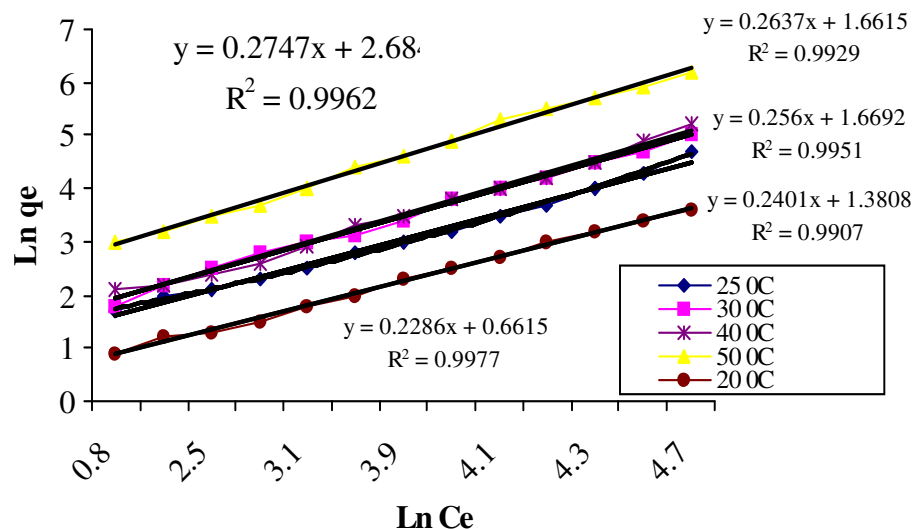 7
6
5
4
3
2
1
0
Ln qe
y = 0.2747x + 2.68
R² = 0.9962
y = 0.2637x + 1.6615
R² = 0.9929
y = 0.256x + 1.6692
R² = 0.9951
y = 0.2401x + 1.3808
R² = 0.9907
y = 0.2286x + 0.6615
R² = 0.9977
25 0C
30 0C
40 0C
50 0C
20 0C
0.8 2.5 3.1 3.9 4.1 4.3 4.7
Ln Ce